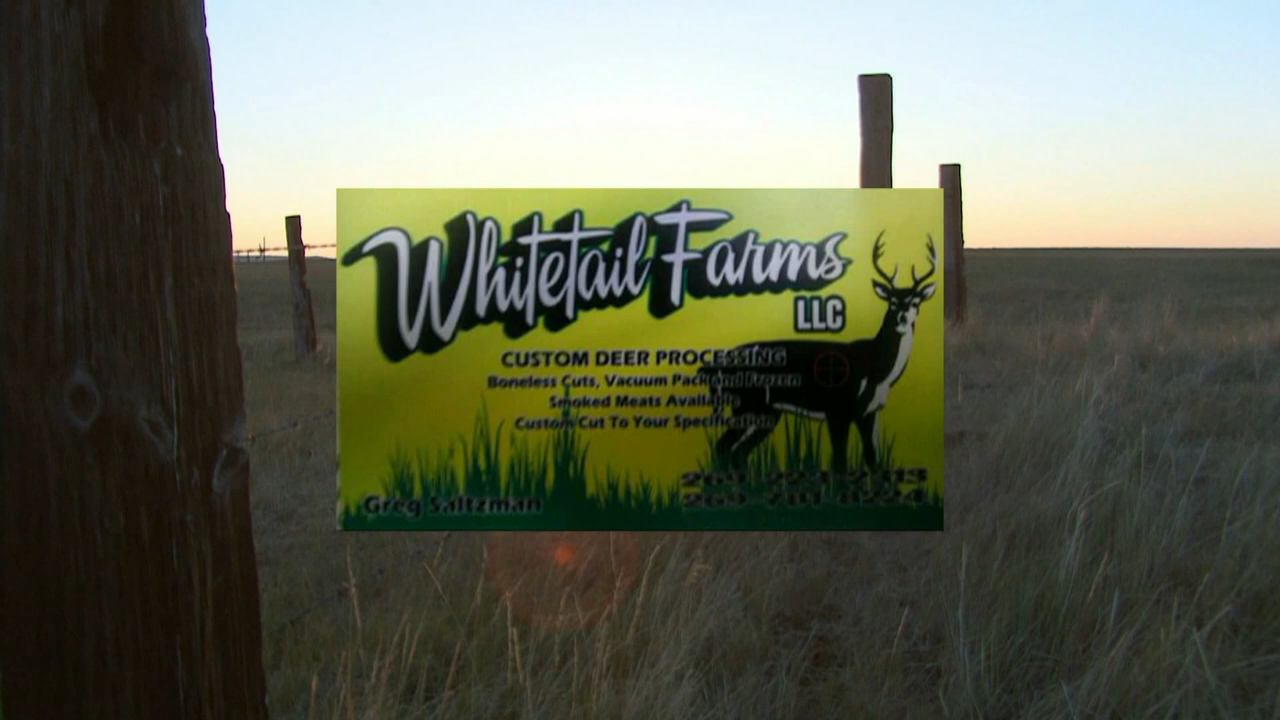 Whitetail Farms
LLC
CUSTOM DEER PROCESSING
Boneless Cuts, Vacuum Pack and Frozen
Smoked Meats Available
Custom Cut To Your Specification
Greg Saltzman